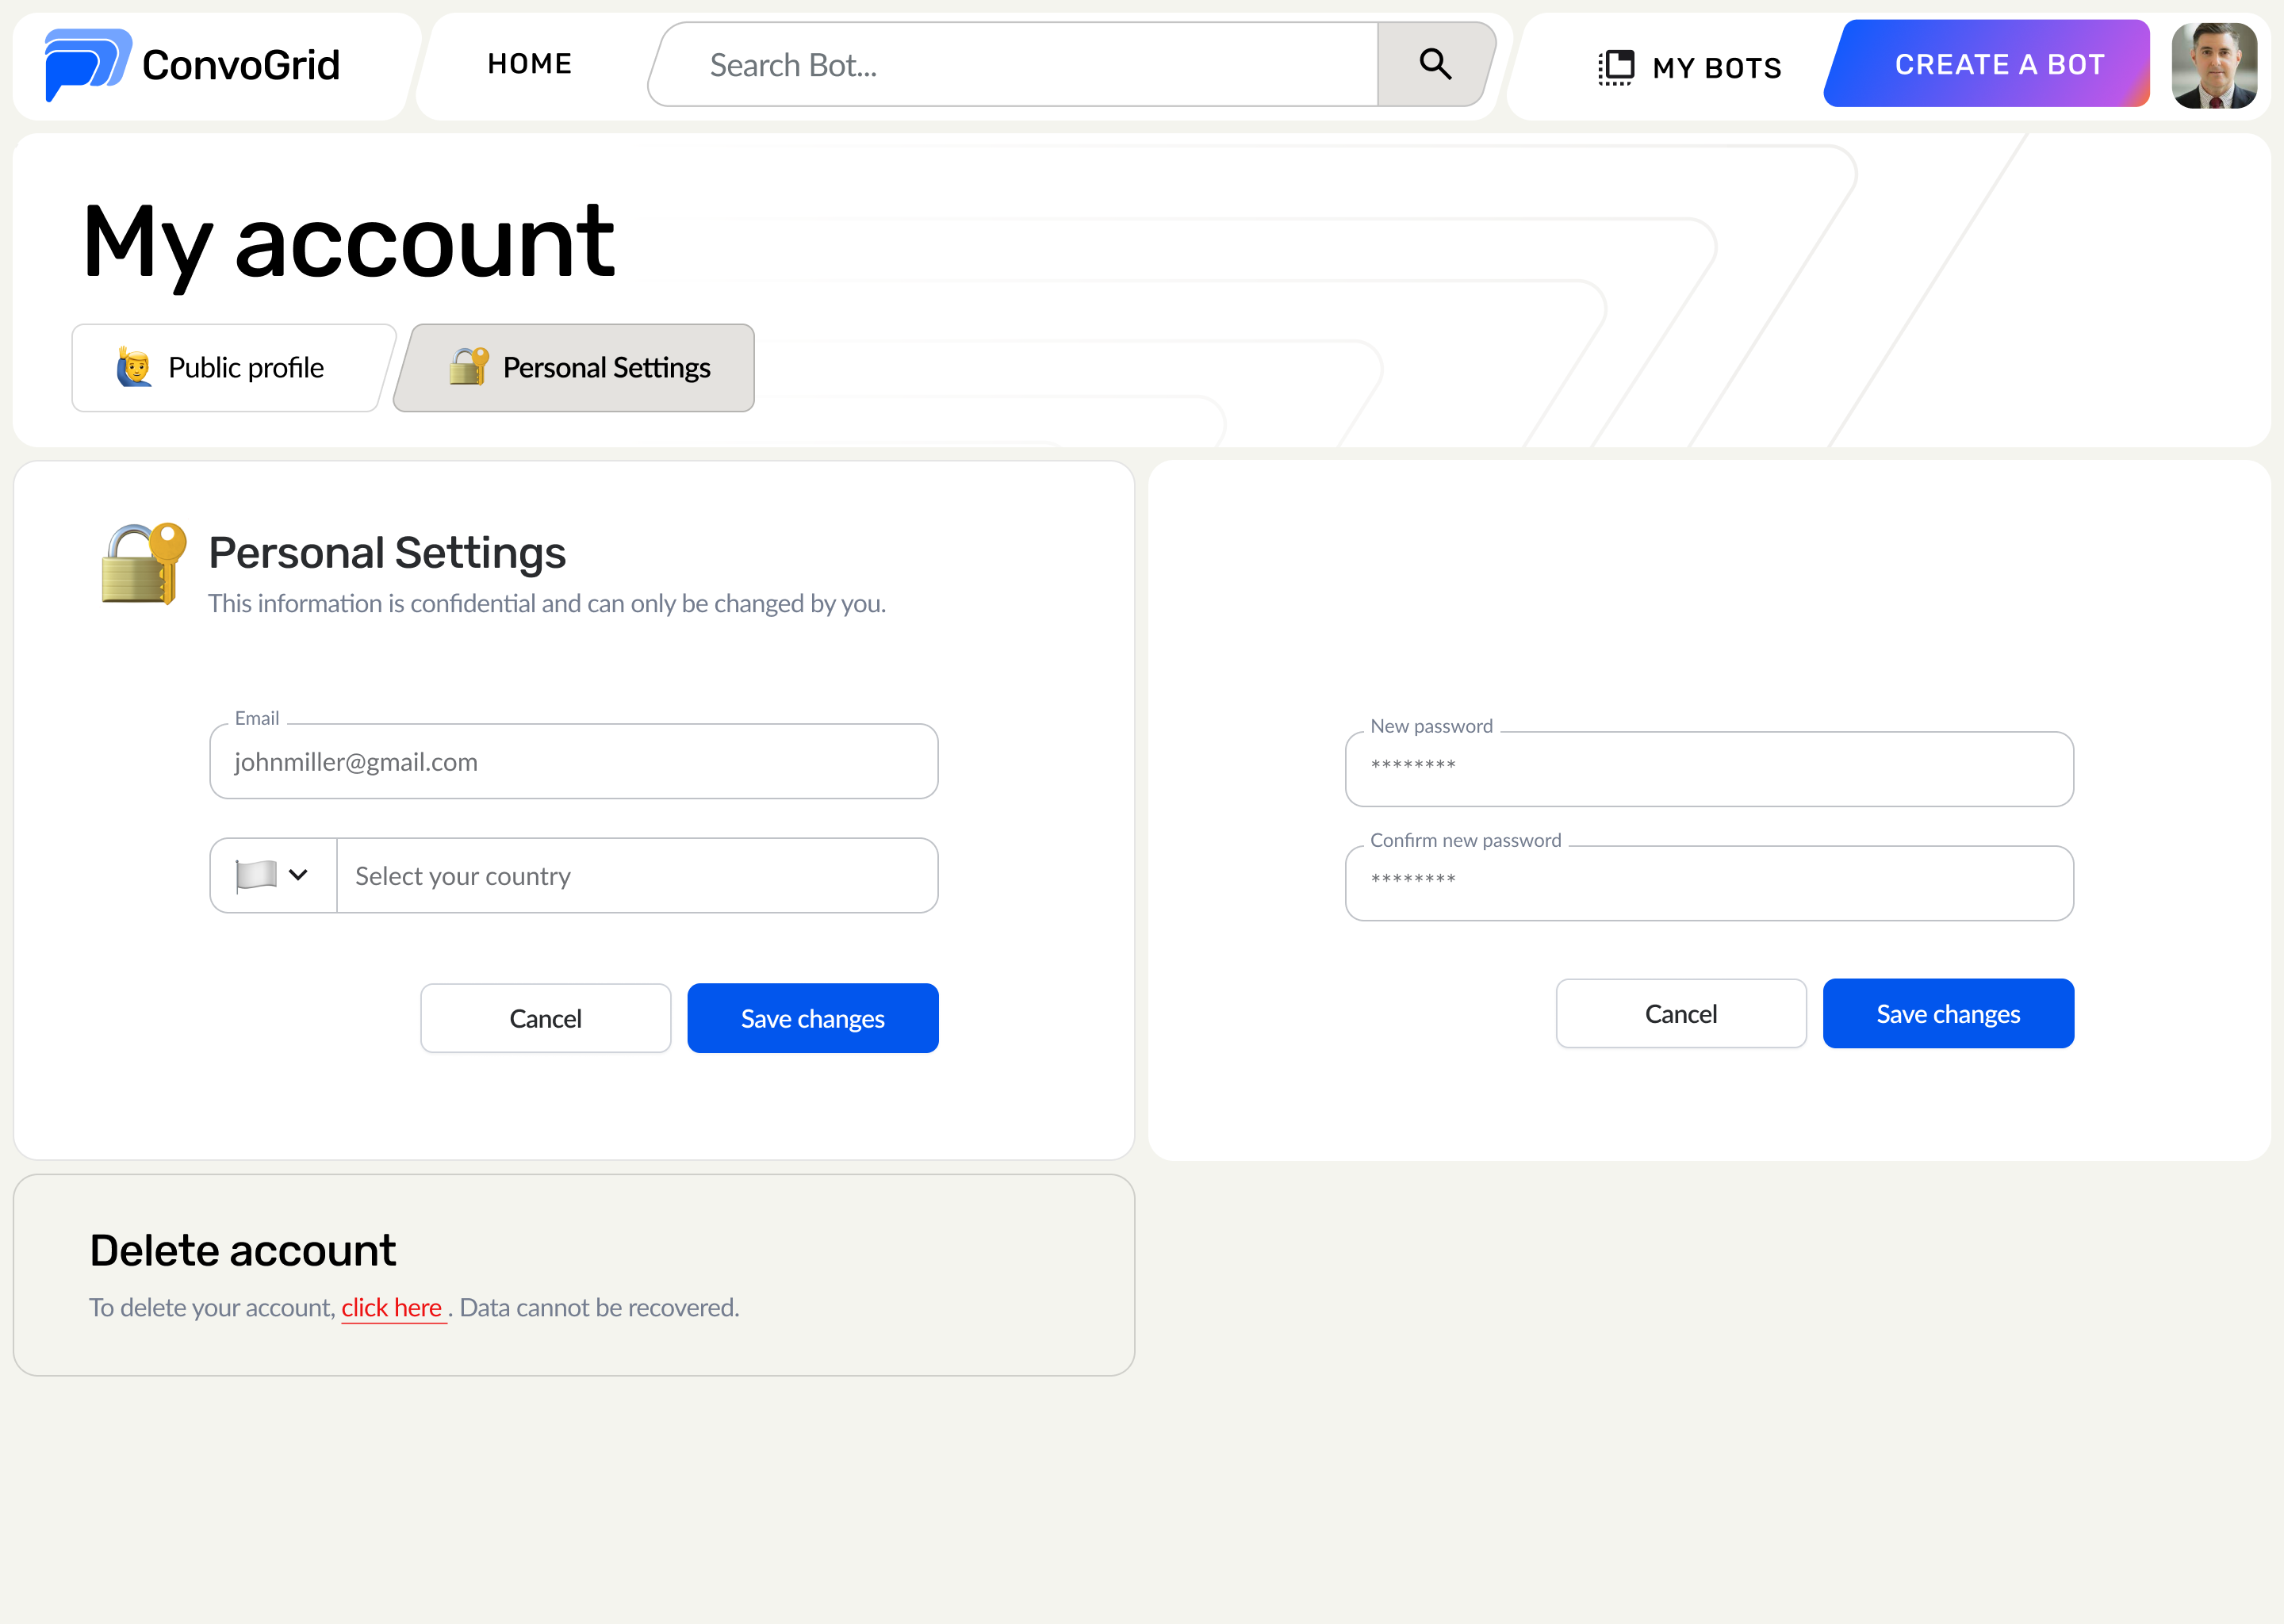 ConvoGrid
HOME
Search Bot...
MY BOTS
CREATE A BOT
My account
Public profile
Personal Settings
Personal Settings
This information is confidential and can only be changed by you.
Email
johnmiller@gmail.com
Select your country
Cancel
Save changes
New password
********
Confirm new password
********
Cancel
Save changes
Delete account
To delete your account, click here . Data cannot be recovered.